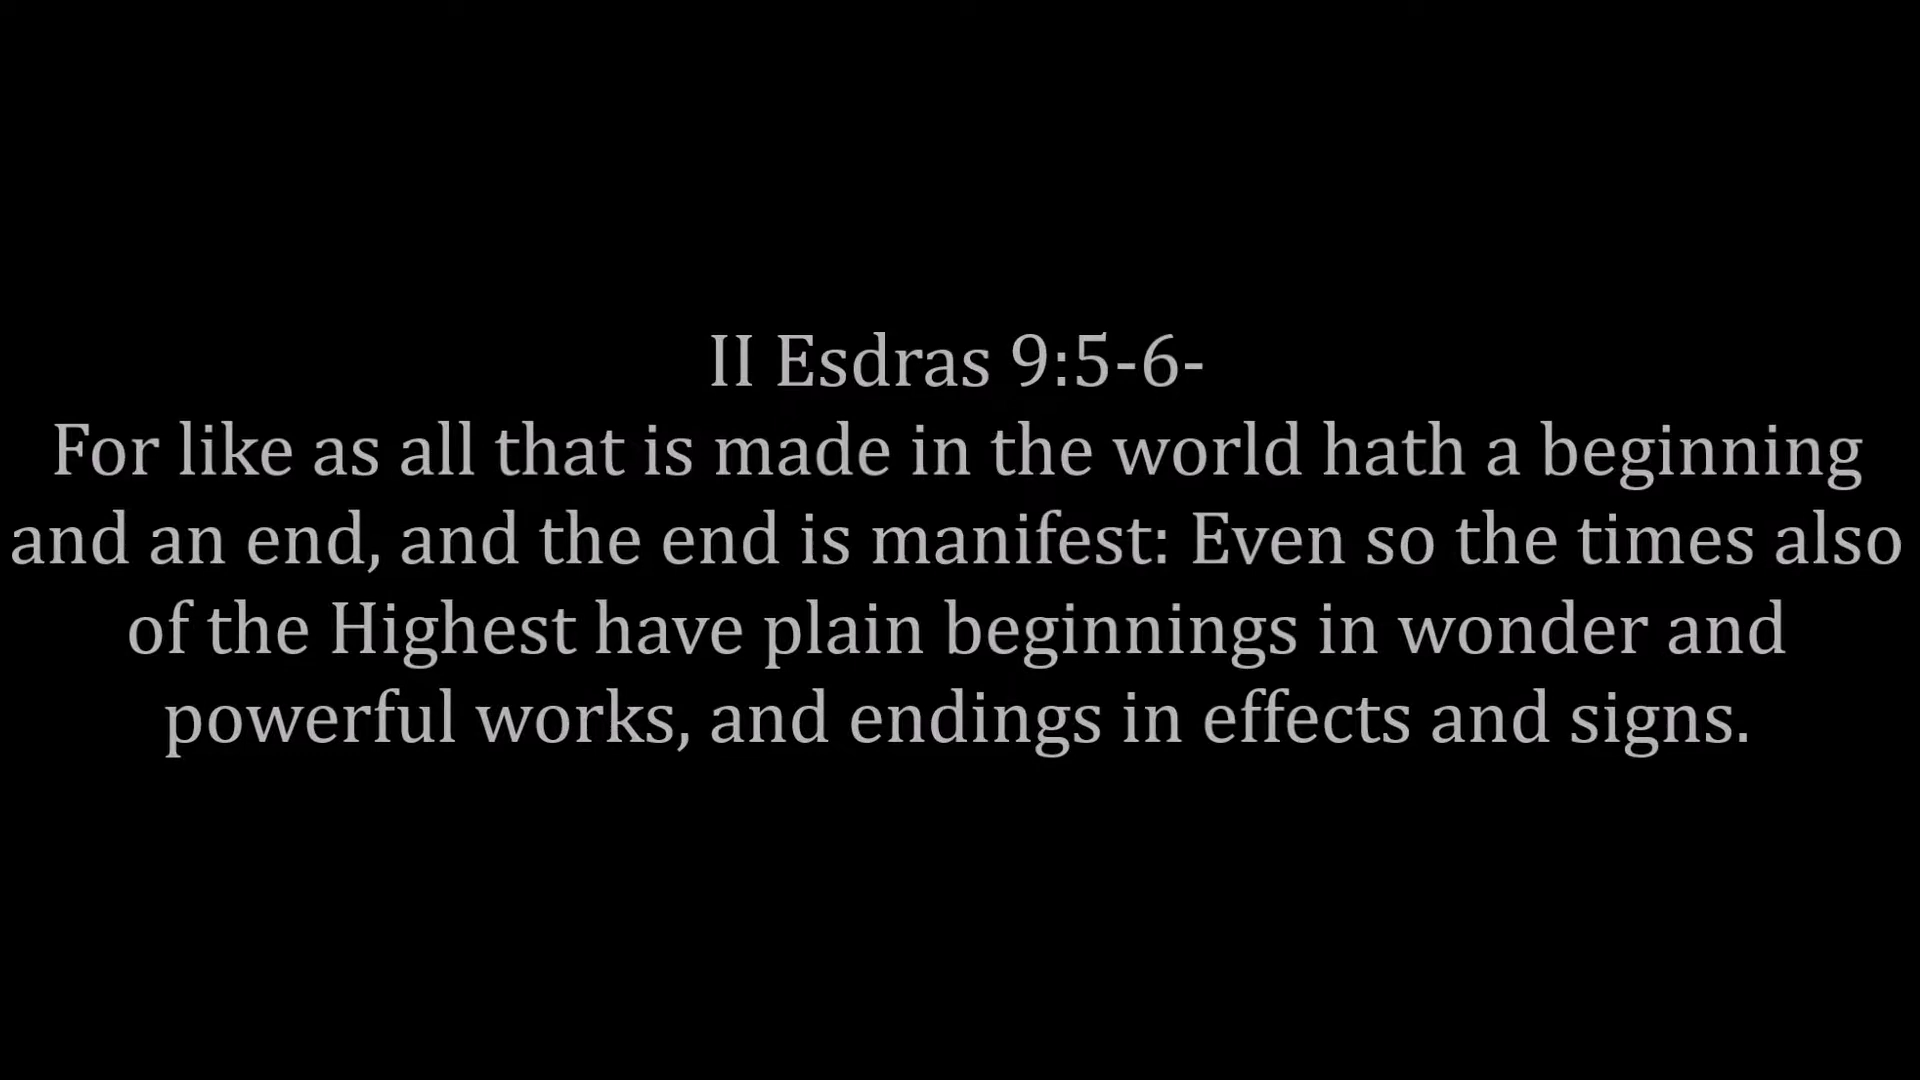 II Esdras 9:5-6-
For like as all that is made in the world hath a beginning
and an end, and the end is manifest: Even so the times also
of the Highest have plain beginnings in wonder and
powerful works, and endings in effects and signs.